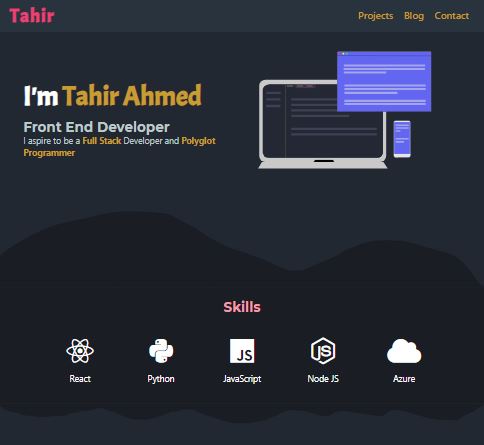 Tahir
Projects Blog Contact
I'm Tahir Ahmed
Front End Developer
I aspire to be a Full Stack Developer and Polyglot
Programmer
Skills
JS
JS
React Python JavaScript Node JS Azure